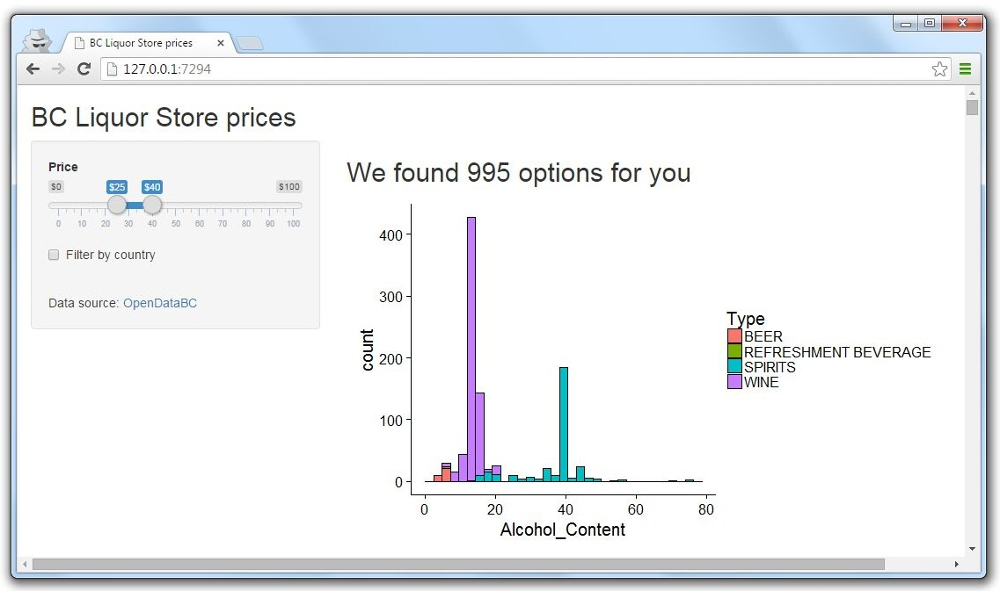 BC Liquor Store prices
127.0.0.1:7294
BC Liquor Store prices
Price
$0 $25 $40 $100
0 10 20 30 40 50 60 70 80 90 100
Filter by country
Data source: OpenDataBC
We found 995 options for you
400
300
200
100
0
count
0 20 40 60 80
Alcohol_Content
Type
BEER
REFRESHMENT BEVERAGE
SPIRITS
WINE